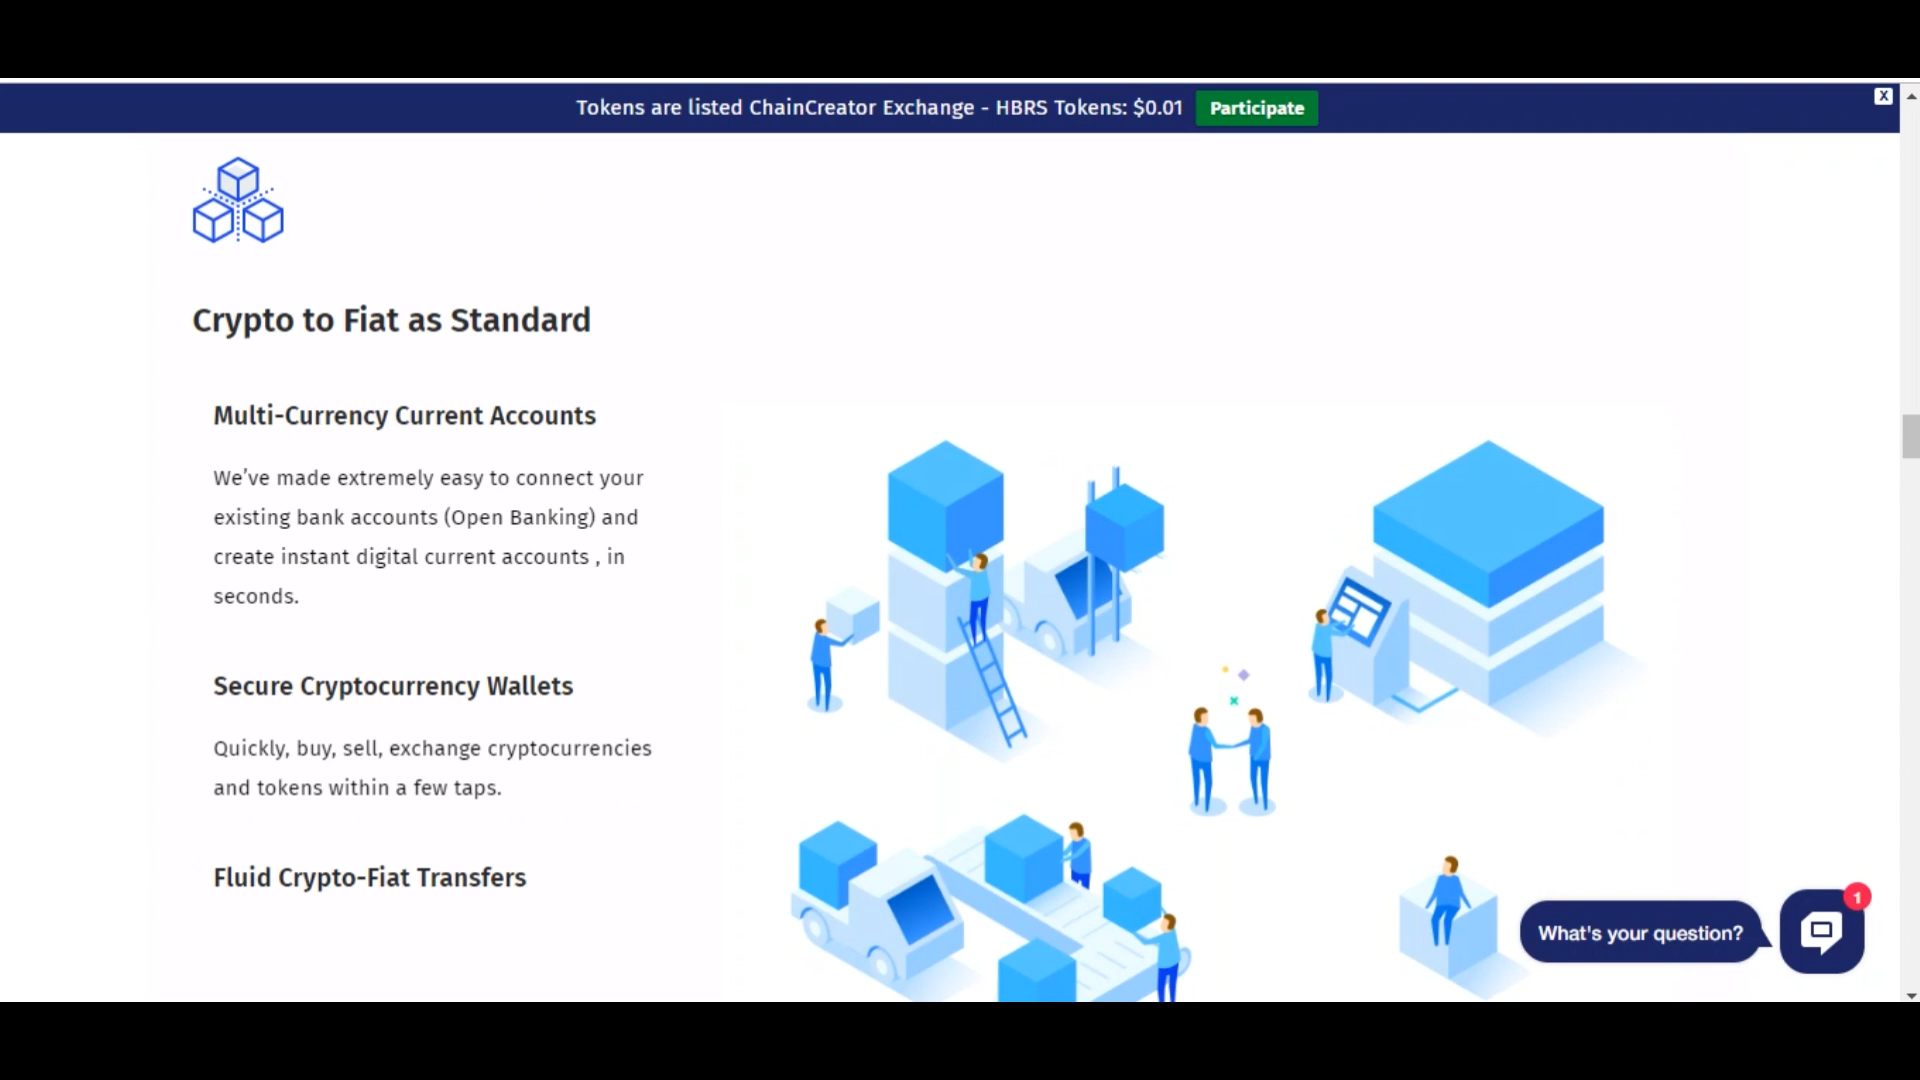 Tokens are listed ChainCreator Exchange - HBRS Tokens: $0.01 Participate
X
Crypto to Fiat as Standard
Multi-Currency Current Accounts
We’ve made extremely easy to connect your
existing bank accounts (Open Banking) and
create instant digital current accounts , in
seconds.
Secure Cryptocurrency Wallets
Quickly, buy, sell, exchange cryptocurrencies
and tokens within a few taps.
Fluid Crypto-Fiat Transfers
What's your question?
1